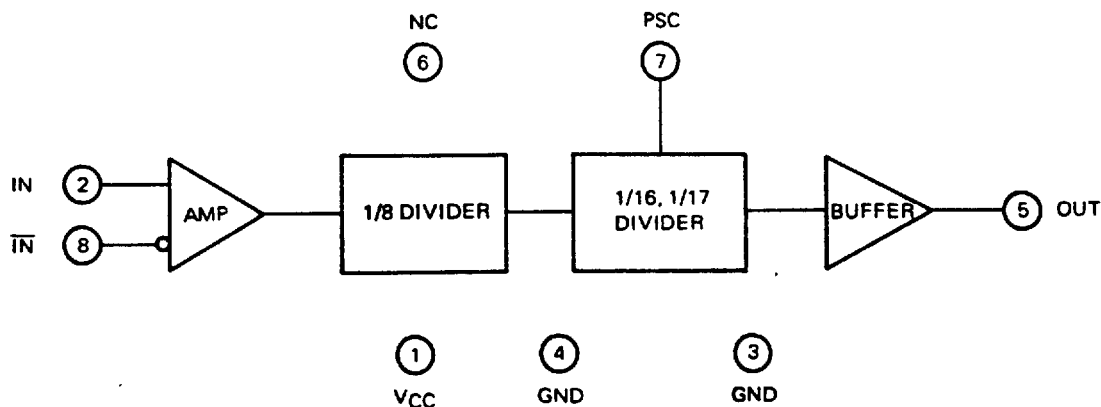 NC
6
PSC
7
IN
2
AMP
1/8 DIVIDER
1/16, 1/17
DIVIDER
BUFFER
5
OUT
I̅N̅
8
1
VCC
4
GND
3
GND